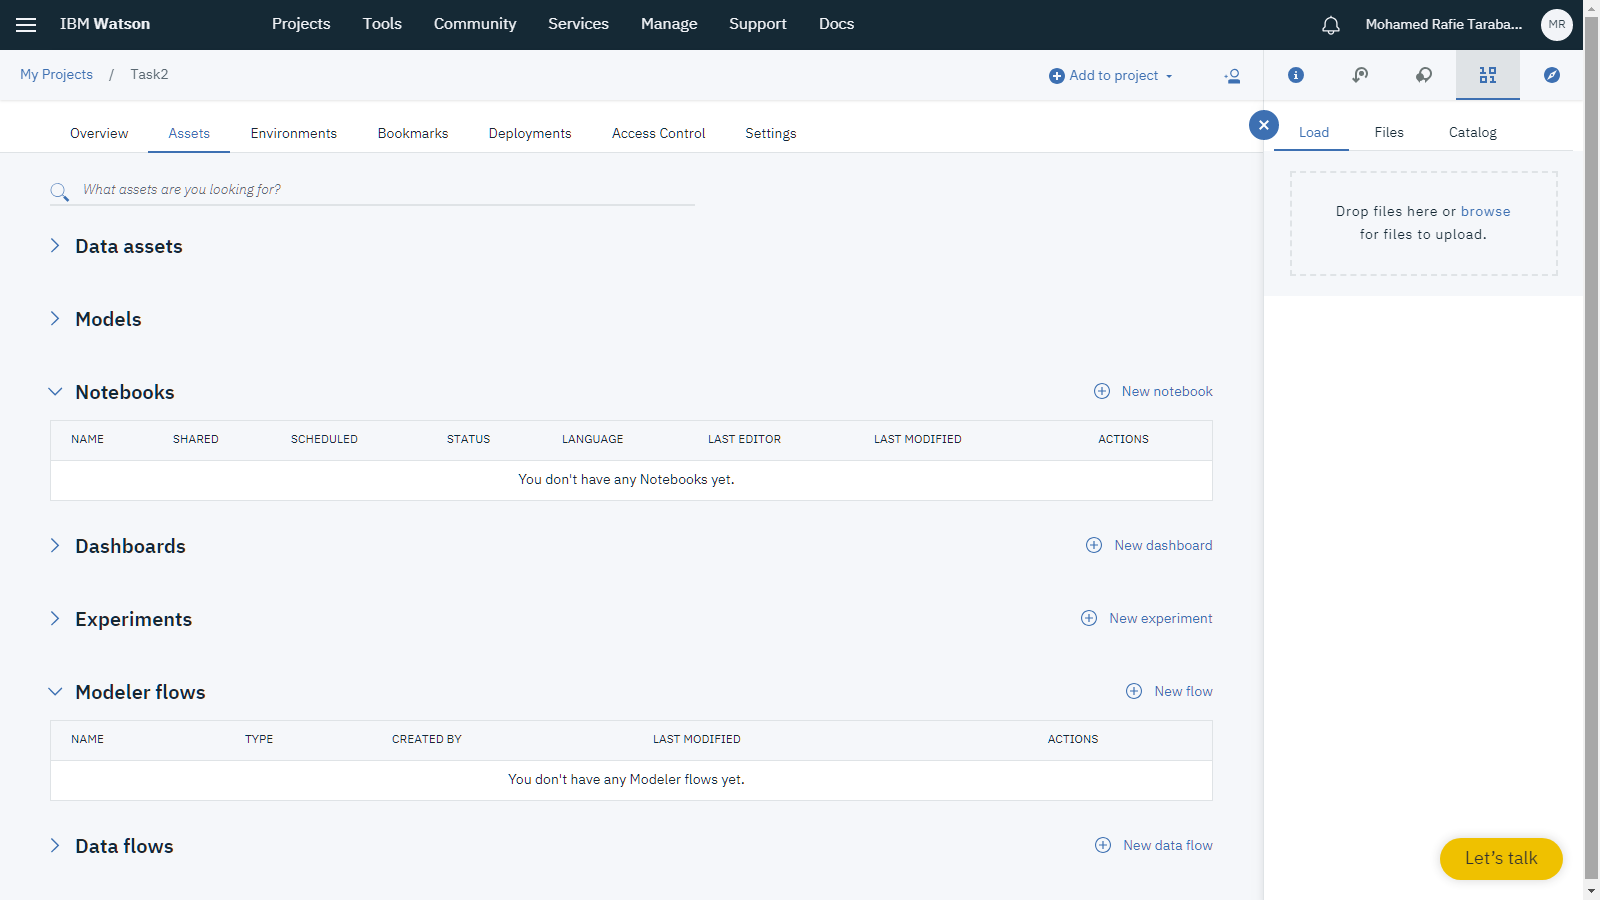 IBM Watson
Projects
Tools
Community
Services
Manage
Support
Docs
Mohamed Rafie Taraba...
MR
My Projects / Task2
Add to project
Overview
Assets
Environments
Bookmarks
Deployments
Access Control
Settings
Load
Files
Catalog
What assets are you looking for?
Drop files here or browse
for files to upload.
Data assets
Models
Notebooks
New notebook
NAME SHARED SCHEDULED STATUS LANGUAGE LAST EDITOR LAST MODIFIED ACTIONS
You don't have any Notebooks yet.
Dashboards
New dashboard
Experiments
New experiment
Modeler flows
New flow
NAME TYPE CREATED BY LAST MODIFIED ACTIONS
You don't have any Modeler flows yet.
Data flows
New data flow
Let's talk